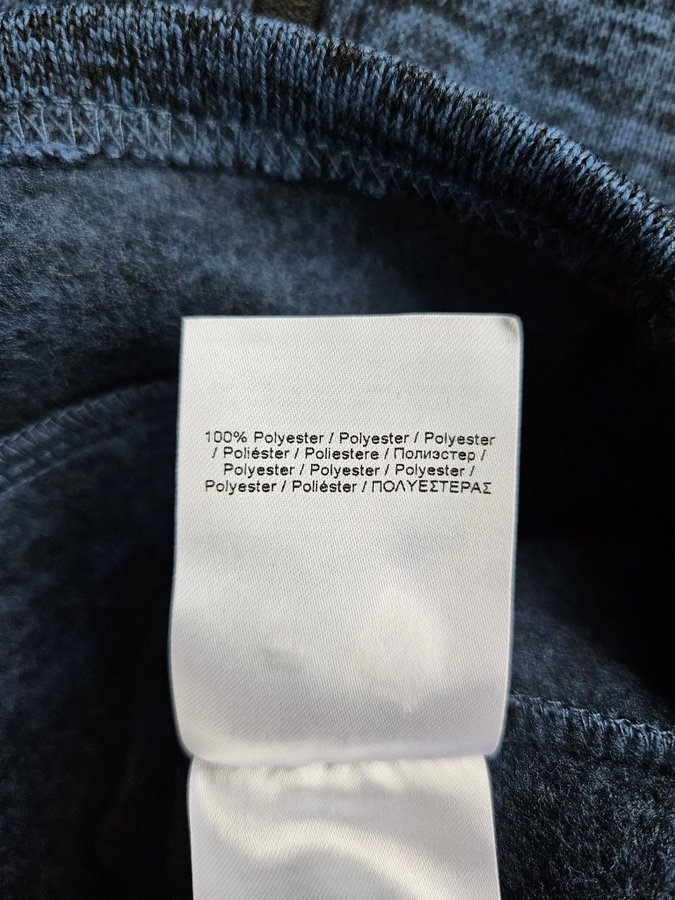 100% Polyester / Polyester / Polyester
/ Poliéster / Poliestere / Полиэстер /
Polyester / Polyester / Polyester /
Polyester / Poliéster / ΠΟΛΥΕΣΤΕΡΑΣ